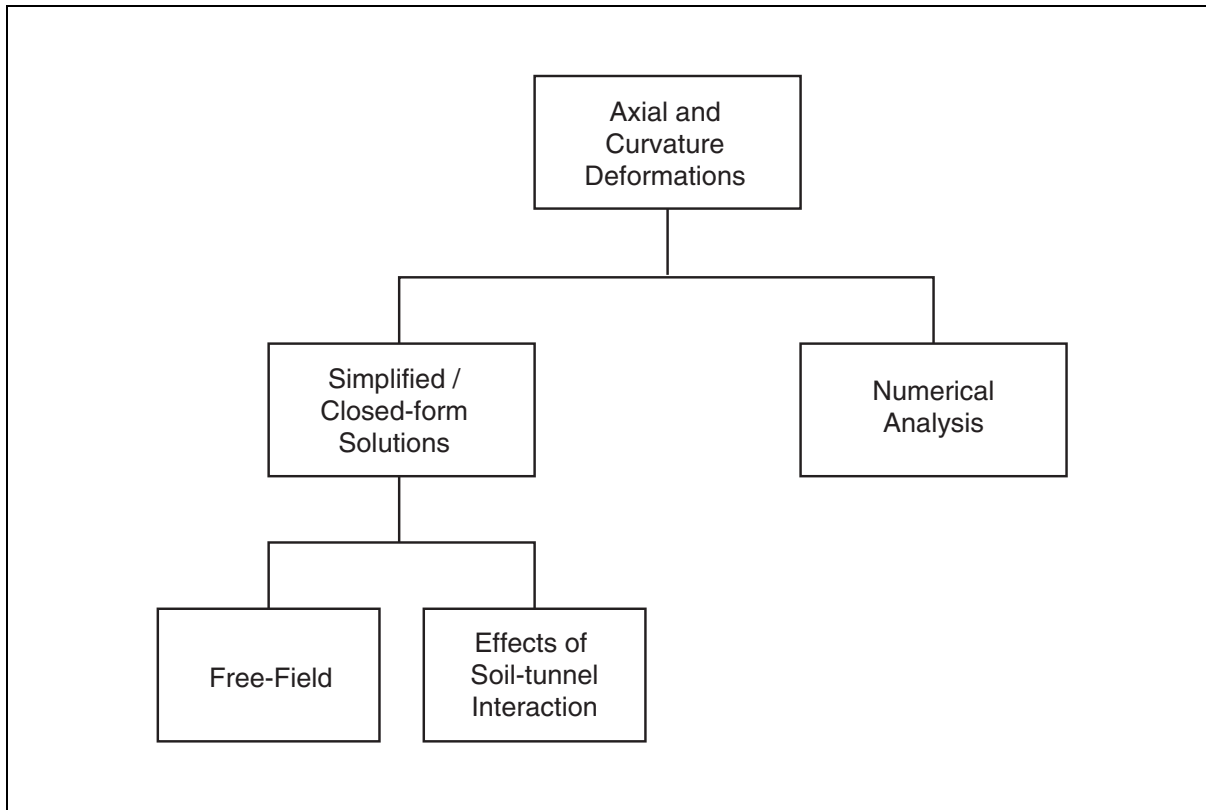 Axial and
Curvature
Deformations
Simplified /
Closed-form
Solutions
Numerical
Analysis
Free-Field
Effects of
Soil-tunnel
Interaction